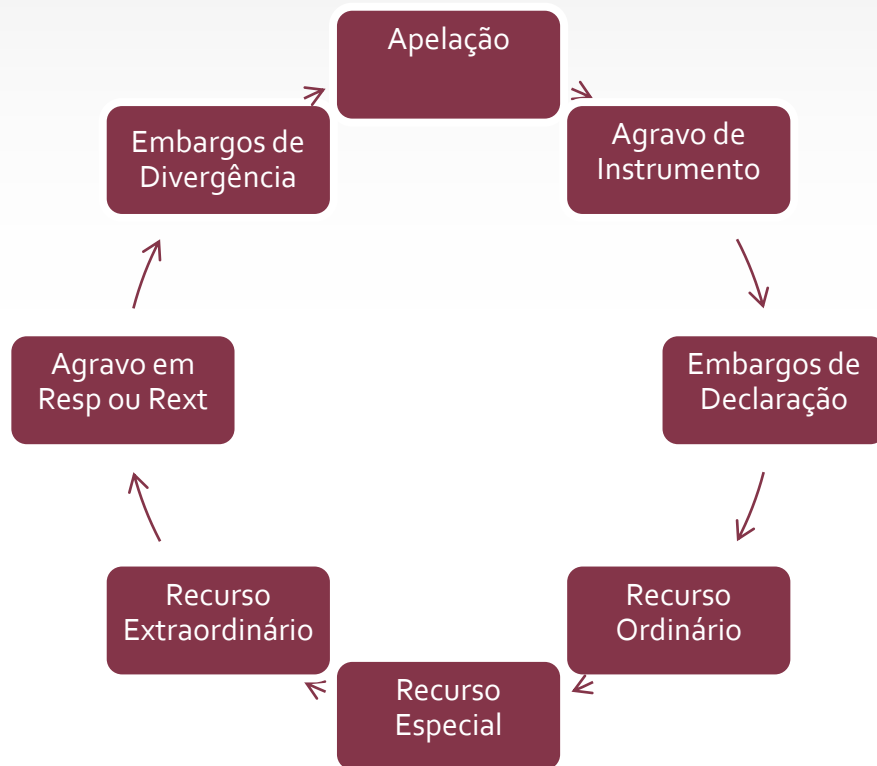 Apelação
Agravo de
Instrumento
Embargos de
Declaração
Recurso
Ordinário
Recurso
Especial
Recurso
Extraordinário
Agravo em
Resp ou Rext
Embargos de
Divergência